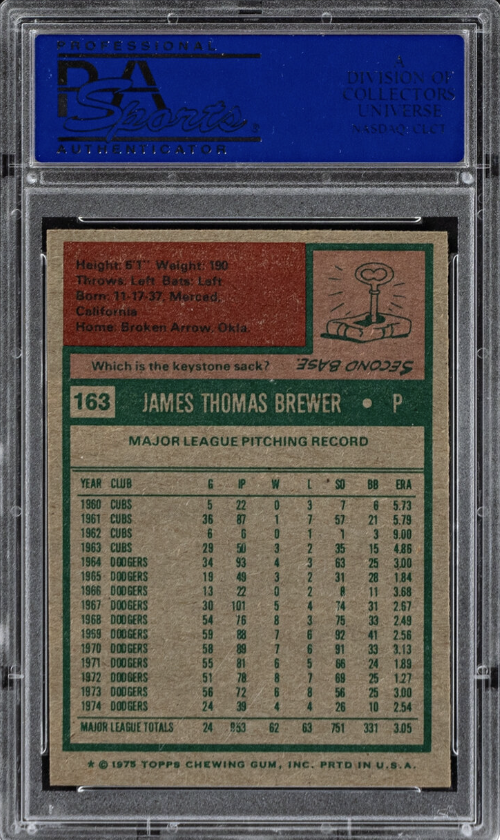 PROFESSIONAL
PSA
Sports
AUTHENTICATOR
A
DIVISION OF
COLLECTORS
UNIVERSE
NASDAQ: CLCT
Height: 6'1" Weight: 190
Throws: Left Bats: Left
Born: 11-17-37, Merced,
California
Home: Broken Arrow, Okla.
Which is the keystone sack?
SECOND BASE.
163 JAMES THOMAS BREWER • P
MAJOR LEAGUE PITCHING RECORD
YEAR CLUB G IP W L SO BB ERA
1960 CUBS 5 22 0 3 7 6 5.73
1961 CUBS 36 87 1 7 57 21 5.79
1962 CUBS 6 6 0 1 1 3 9.00
1963 CUBS 29 50 3 2 35 15 4.86
1964 DODGERS 34 93 4 3 63 25 3.00
1965 DODGERS 19 49 3 2 31 28 1.84
1966 DODGERS 13 22 0 2 8 11 3.68
1967 DODGERS 30 101 5 4 74 31 2.67
1968 DODGERS 54 76 8 3 75 33 2.49
1969 DODGERS 59 88 7 6 92 41 2.56
1970 DODGERS 58 89 7 6 91 33 3.13
1971 DODGERS 55 81 6 5 66 24 1.89
1972 DODGERS 51 78 8 7 69 25 1.27
1973 DODGERS 56 72 6 8 56 25 3.00
1974 DODGERS 24 39 4 4 26 10 2.54
MAJOR LEAGUE TOTALS 24 853 62 63 751 331 3.05
* © 1975 TOPPS CHEWING GUM, INC. PRTD IN U.S.A.